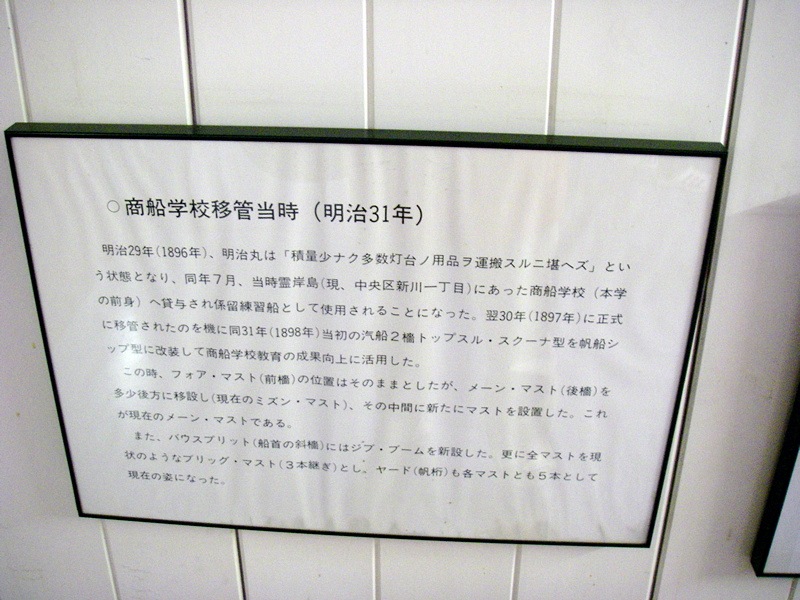 ○商船学校移管当時（明治31年）
明治29年(1896年)、明治丸は「積量少ナク多数灯台ノ用品ヲ運搬スルニ堪ヘズ」とい
う状態となり、同年７月、当時霊岸島(現、中央区新川一丁目)にあった商船学校（本学
の前身）へ貸与され係留練習船として使用されることになった。翌30年(1897年)に正式
に移管されたのを機に同31年(1898年)当初の汽船２檣トップスル・スクーナ型を帆船シ
ップ型に改装して商船学校教育の成果向上に活用した。
この時、フォア・マスト(前檣)の位置はそのままとしたが、メーン・マスト(後檣)を
多少後方に移設し(現在のミズン・マスト)、その中間に新たにマストを設置した。これ
が現在のメーン・マストである。
また、バウスプリット(船首の斜檣)にはジブ・ブームを新設した。更に全マストを現
状のようなブリッグ・マスト(３本継ぎ)とし、ヤード(帆桁)も各マストとも５本として
現在の姿になった。